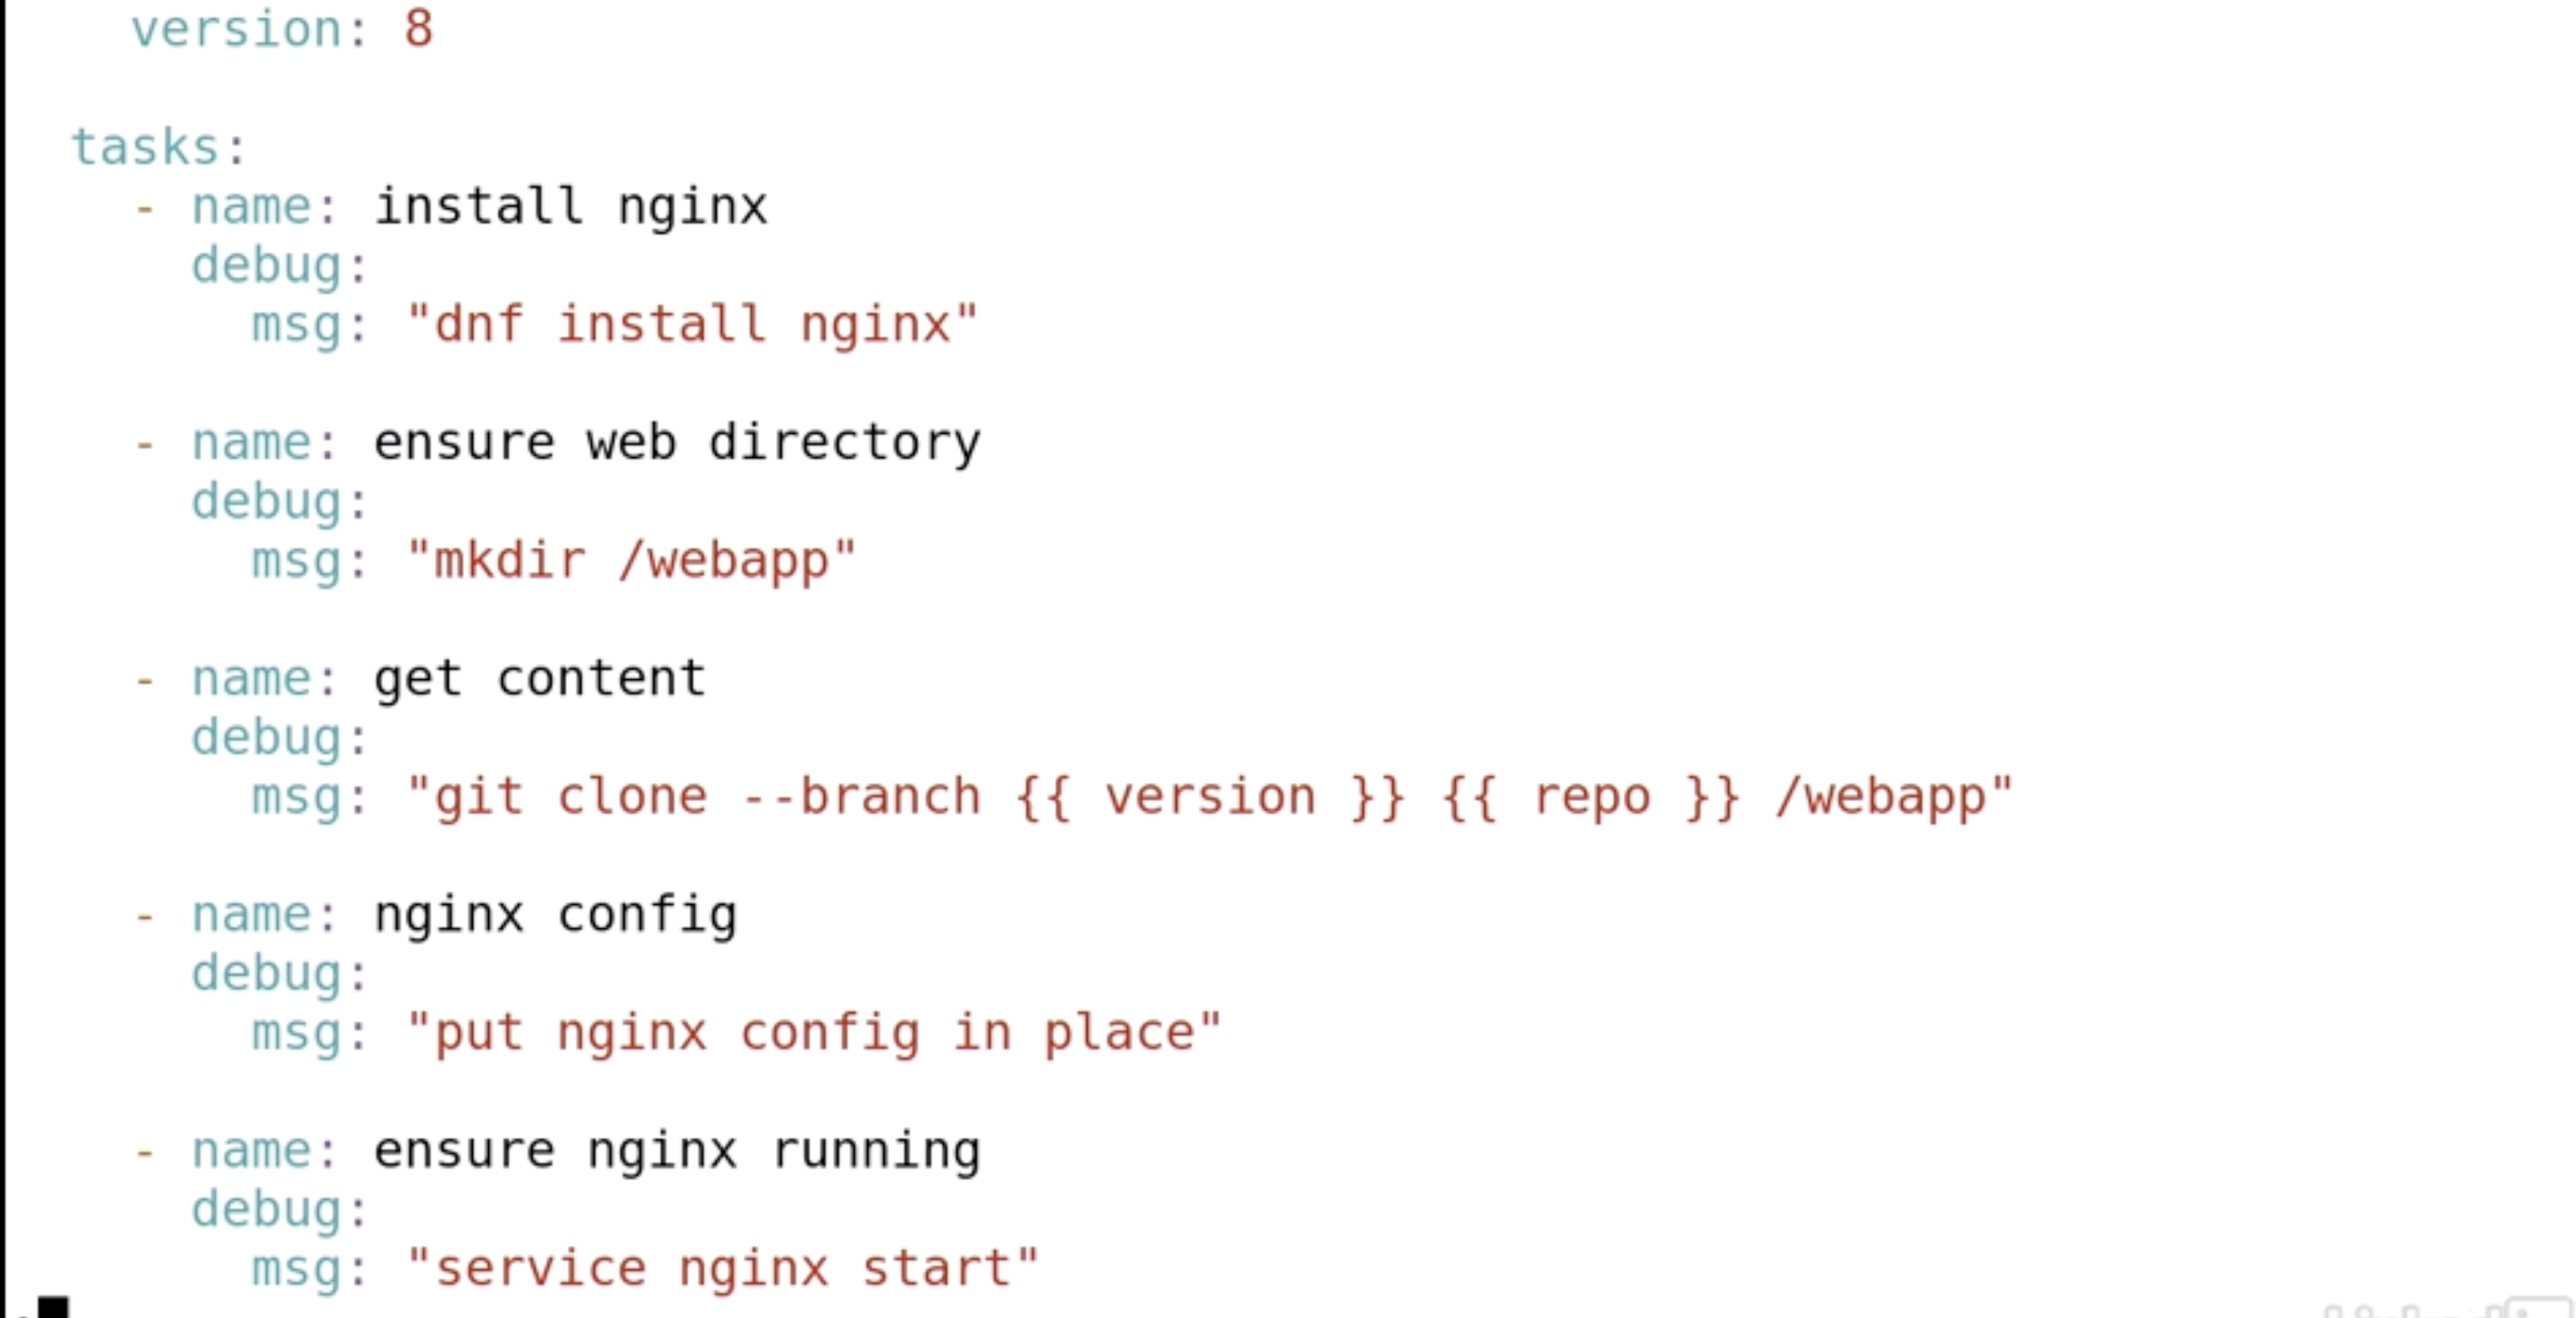 version: 8
tasks:
- name: install nginx
debug:
msg: "dnf install nginx"
- name: ensure web directory
debug:
msg: "mkdir /webapp"
- name: get content
debug:
msg: "git clone --branch {{ version }} {{ repo }} /webapp"
- name: nginx config
debug:
msg: "put nginx config in place"
- name: ensure nginx running
debug:
msg: "service nginx start"